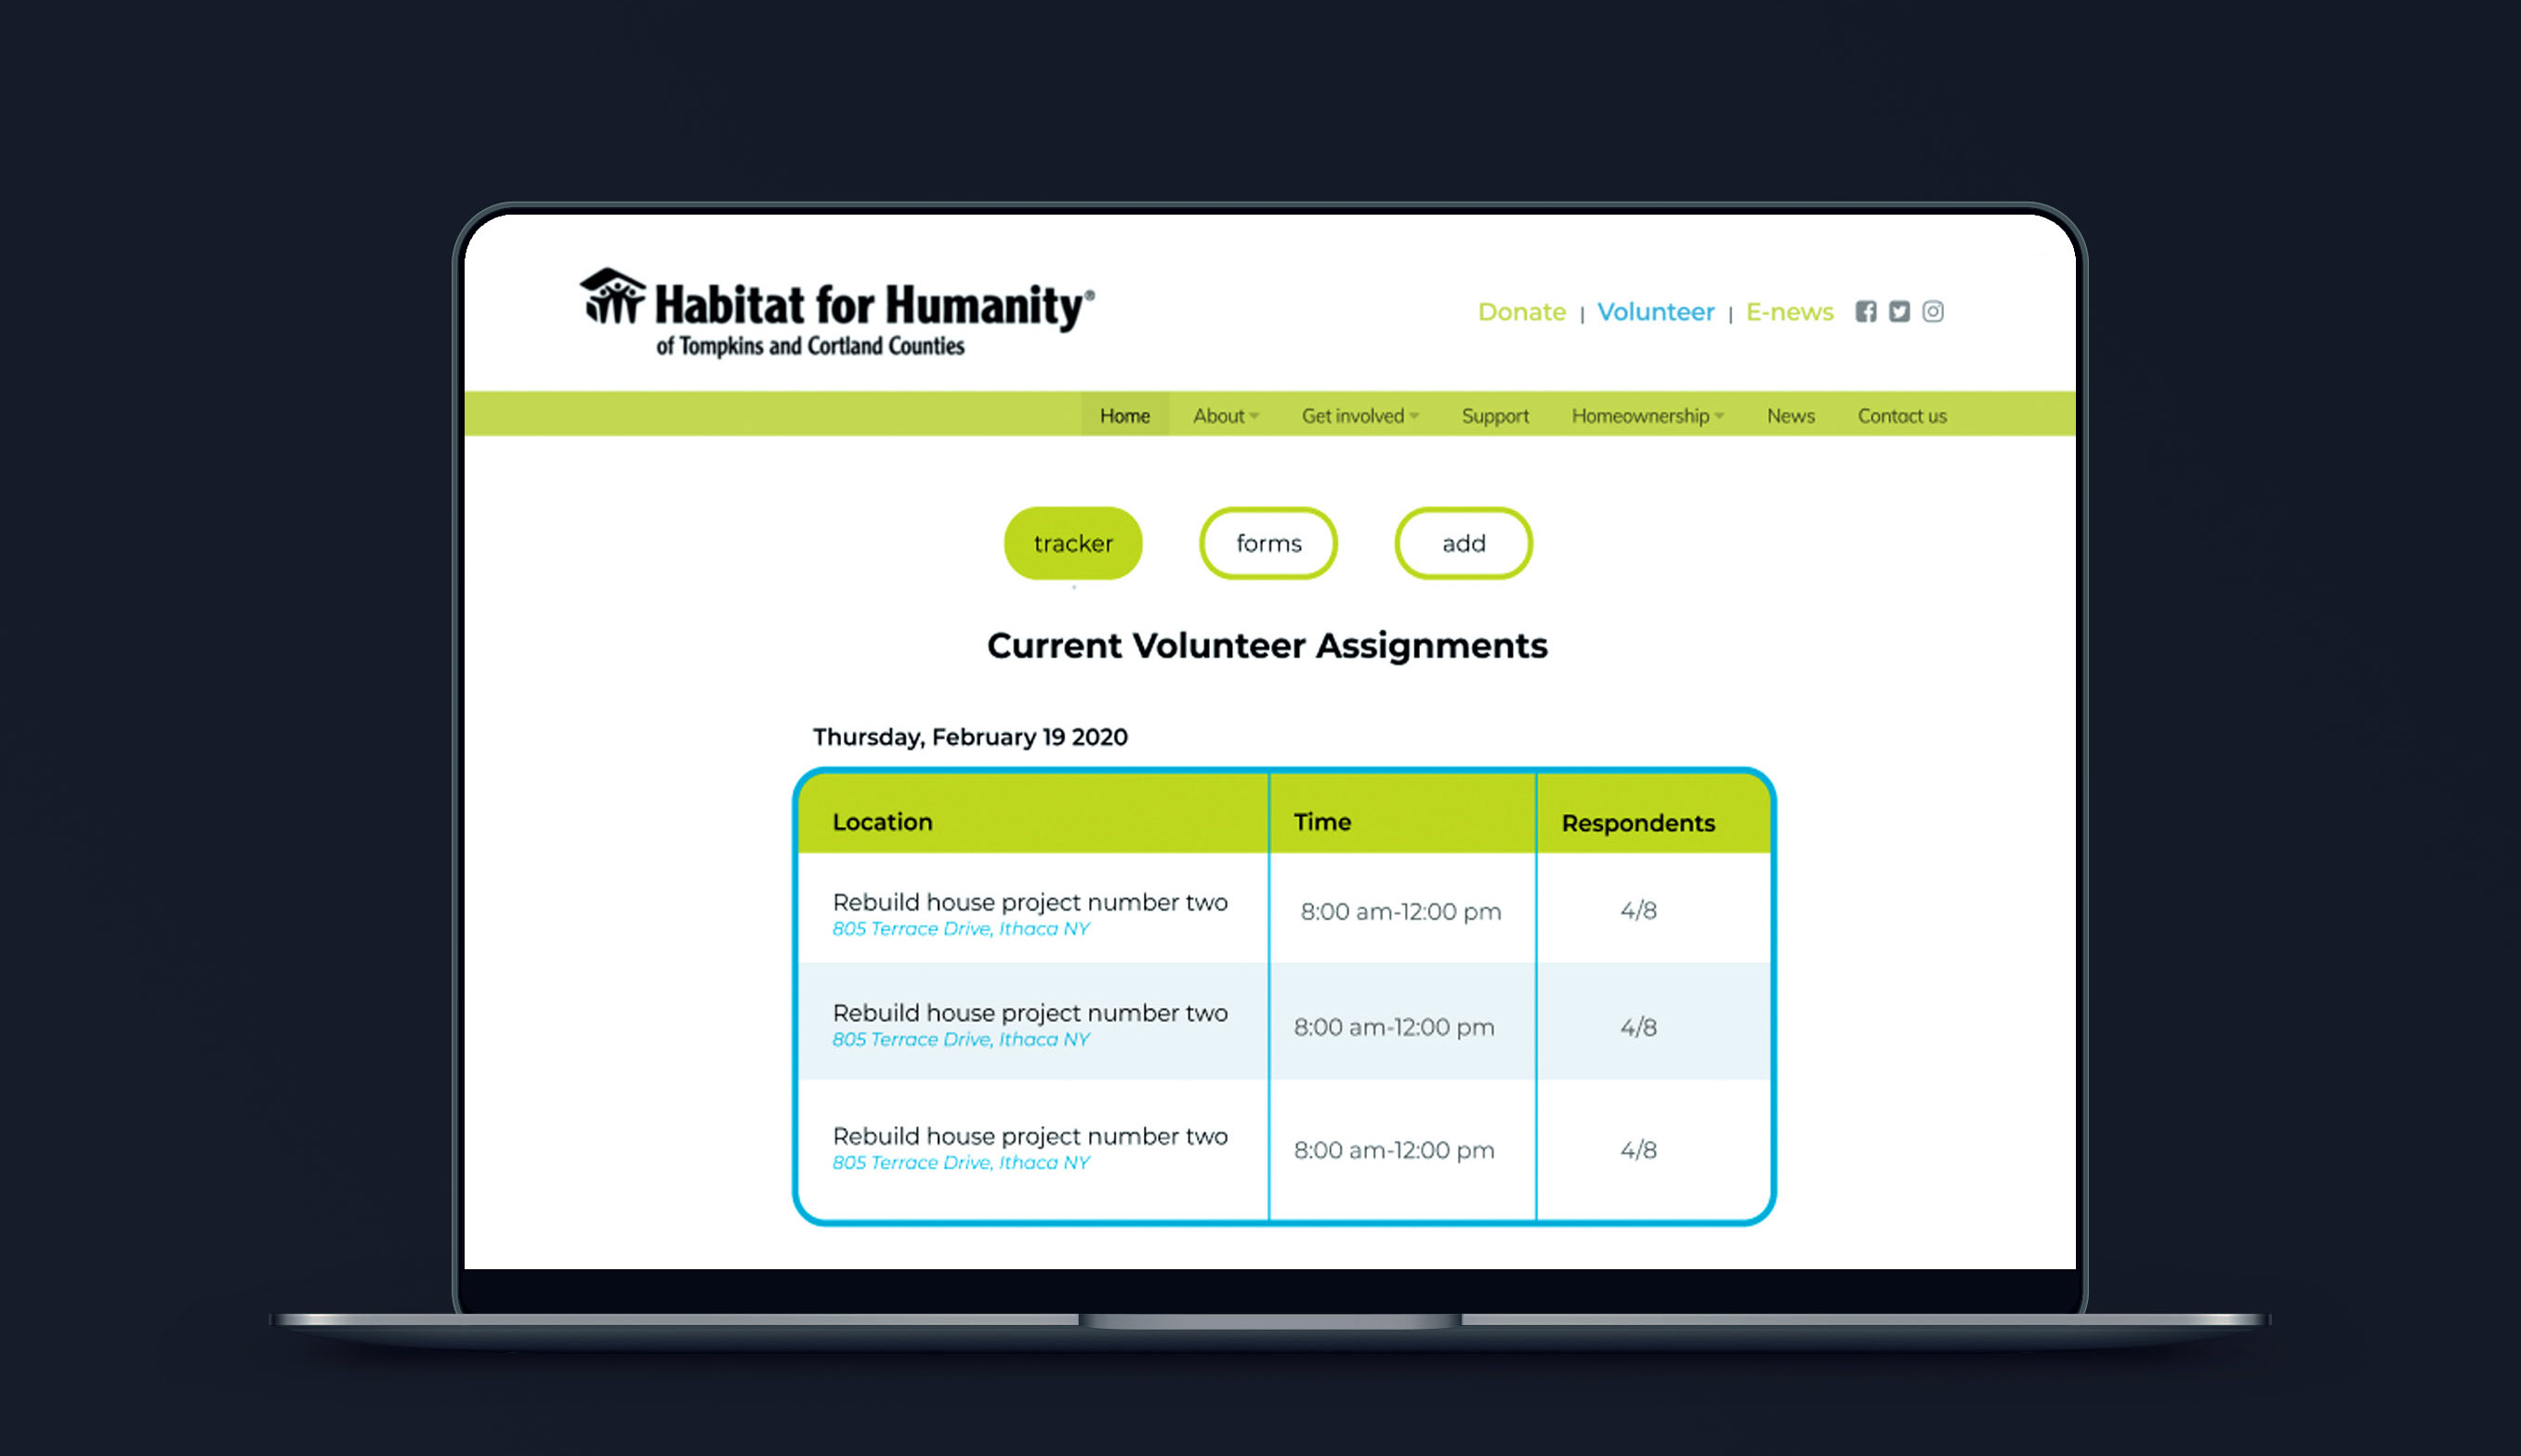 Habitat for Humanity®
of Tompkins and Cortland Counties
Donate | Volunteer | E-news
Home About Get involved Support Homeownership News Contact us
tracker forms add
Current Volunteer Assignments
Thursday, February 19 2020
Location Time Respondents
Rebuild house project number two
805 Terrace Drive, Ithaca NY
8:00 am-12:00 pm 4/8
Rebuild house project number two
805 Terrace Drive, Ithaca NY
8:00 am-12:00 pm 4/8
Rebuild house project number two
805 Terrace Drive, Ithaca NY
8:00 am-12:00 pm 4/8